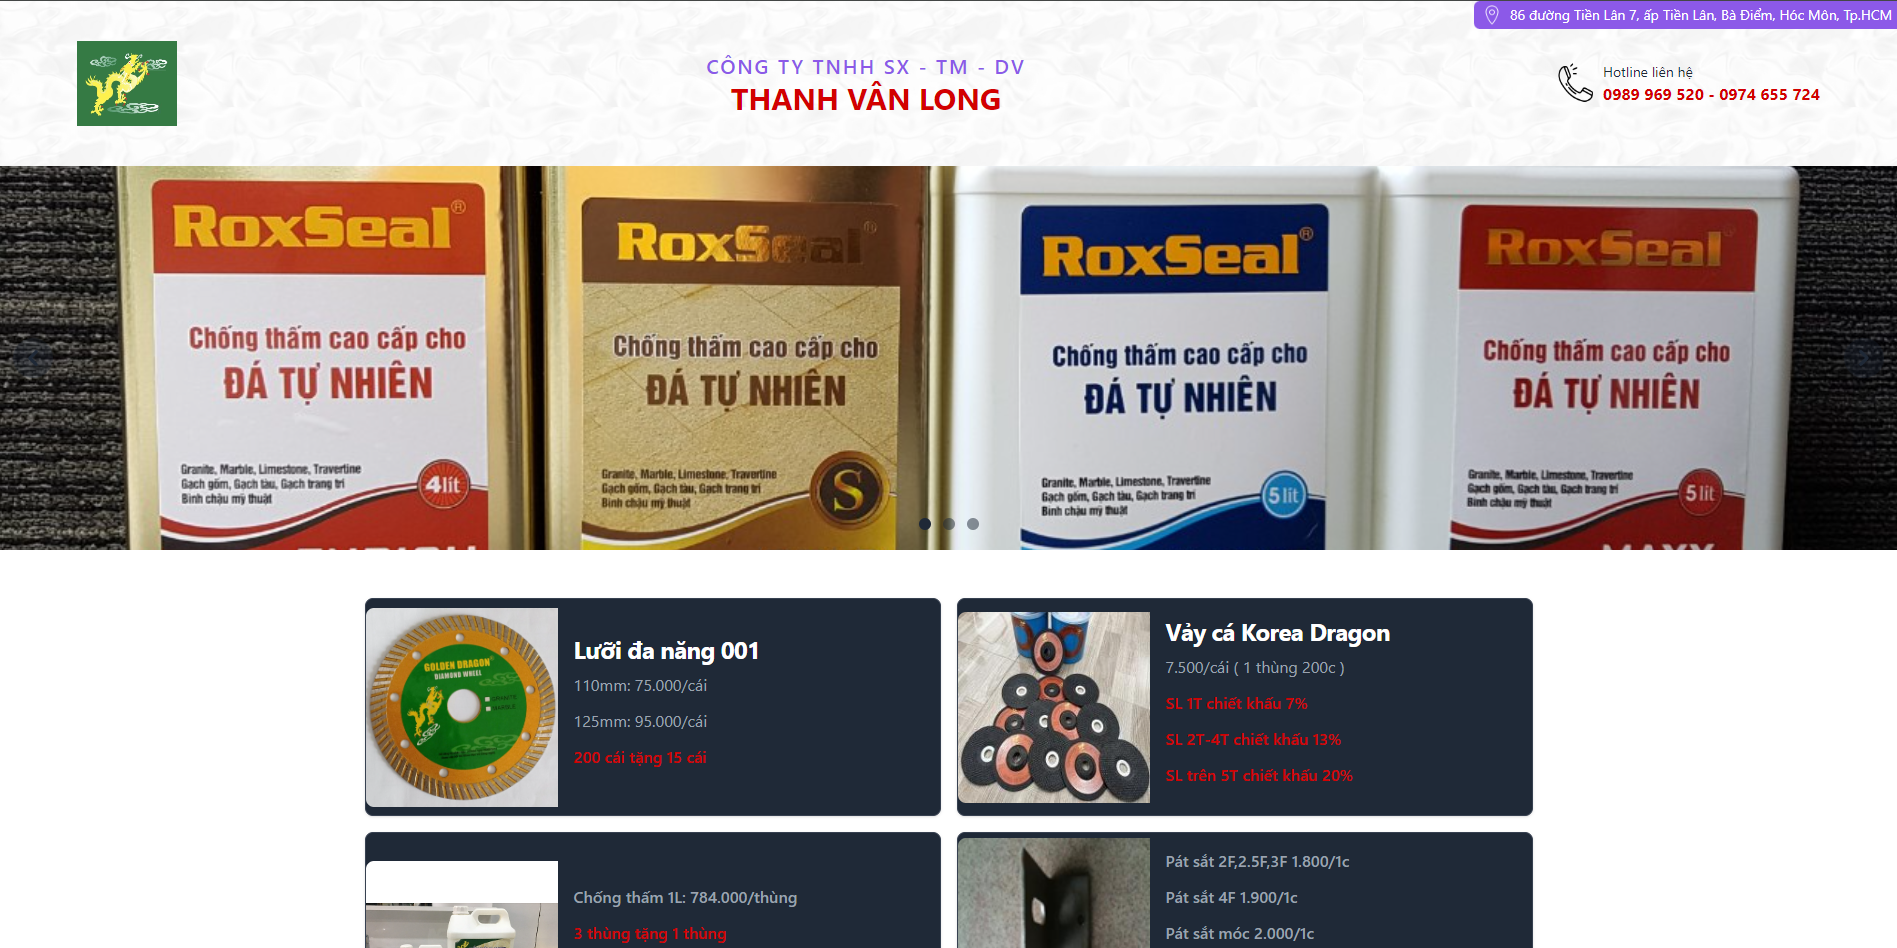 86 đường Tiền Lân 7, ấp Tiền Lân, Bà Điểm, Hóc Môn, Tp.HCM
CÔNG TY TNHH SX - TM - DV
THANH VÂN LONG
Hotline liên hệ
0989 969 520 - 0974 655 724
RoxSeal®
Chống thấm cao cấp cho
ĐÁ TỰ NHIÊN
Granite, Marble, Limestone, Travertine
Gạch gốm, Gạch tàu, Gạch trang trí
Bình chậu mỹ thuật
4 lít
RoxSeal®
Chống thấm cao cấp cho
ĐÁ TỰ NHIÊN
Granite, Marble, Limestone, Travertine
Gạch gốm, Gạch tàu, Gạch trang trí
Bình chậu mỹ thuật
S
RoxSeal®
Chống thấm cao cấp cho
ĐÁ TỰ NHIÊN
Granite, Marble, Limestone, Travertine
Gạch gốm, Gạch tàu, Gạch trang trí
Bình chậu mỹ thuật
5 lít
RoxSeal
Chống thấm cao cấp cho
ĐÁ TỰ NHIÊN
Granite, Marble, Limestone, Travertine
Gạch gốm, Gạch tàu, Gạch trang trí
Bình chậu mỹ thuật
5 lít
MAXX
GOLDEN DRAGON
DIAMOND WHEEL
GRANITE
MARBLE
Lưỡi đa năng 001
110mm: 75.000/cái
125mm: 95.000/cái
200 cái tặng 15 cái
Vảy cá Korea Dragon
7.500/cái ( 1 thùng 200c )
SL 1T chiết khấu 7%
SL 2T-4T chiết khấu 13%
SL trên 5T chiết khấu 20%
Chống thấm 1L: 784.000/thùng
3 thùng tặng 1 thùng
Pát sắt 2F,2.5F,3F 1.800/1c
Pát sắt 4F 1.900/1c
Pát sắt móc 2.000/1c